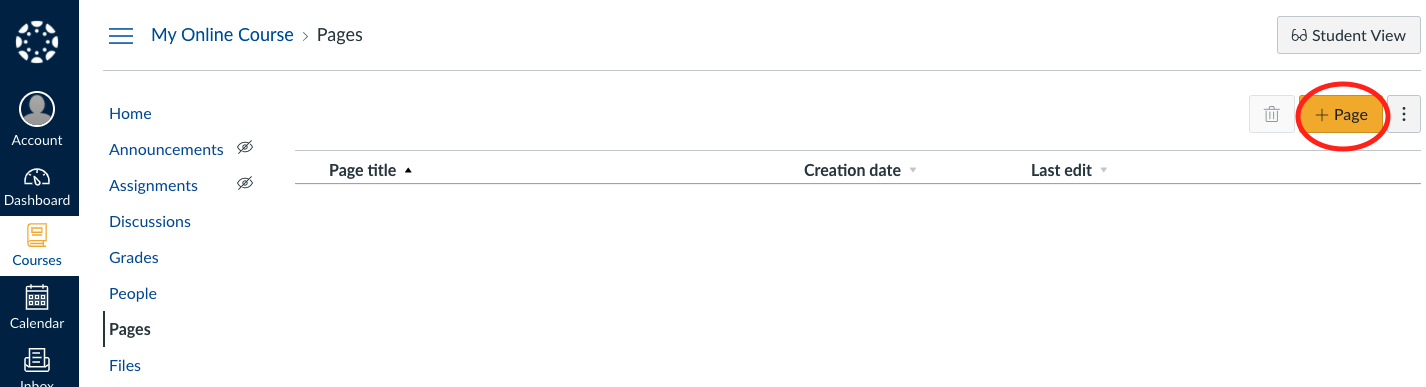 My Online Course > Pages
Student View
Account
Dashboard
Courses
Calendar
Inbox
Home
Announcements
Assignments
Discussions
Grades
People
Pages
Files
+ Page
Page title
Creation date
Last edit